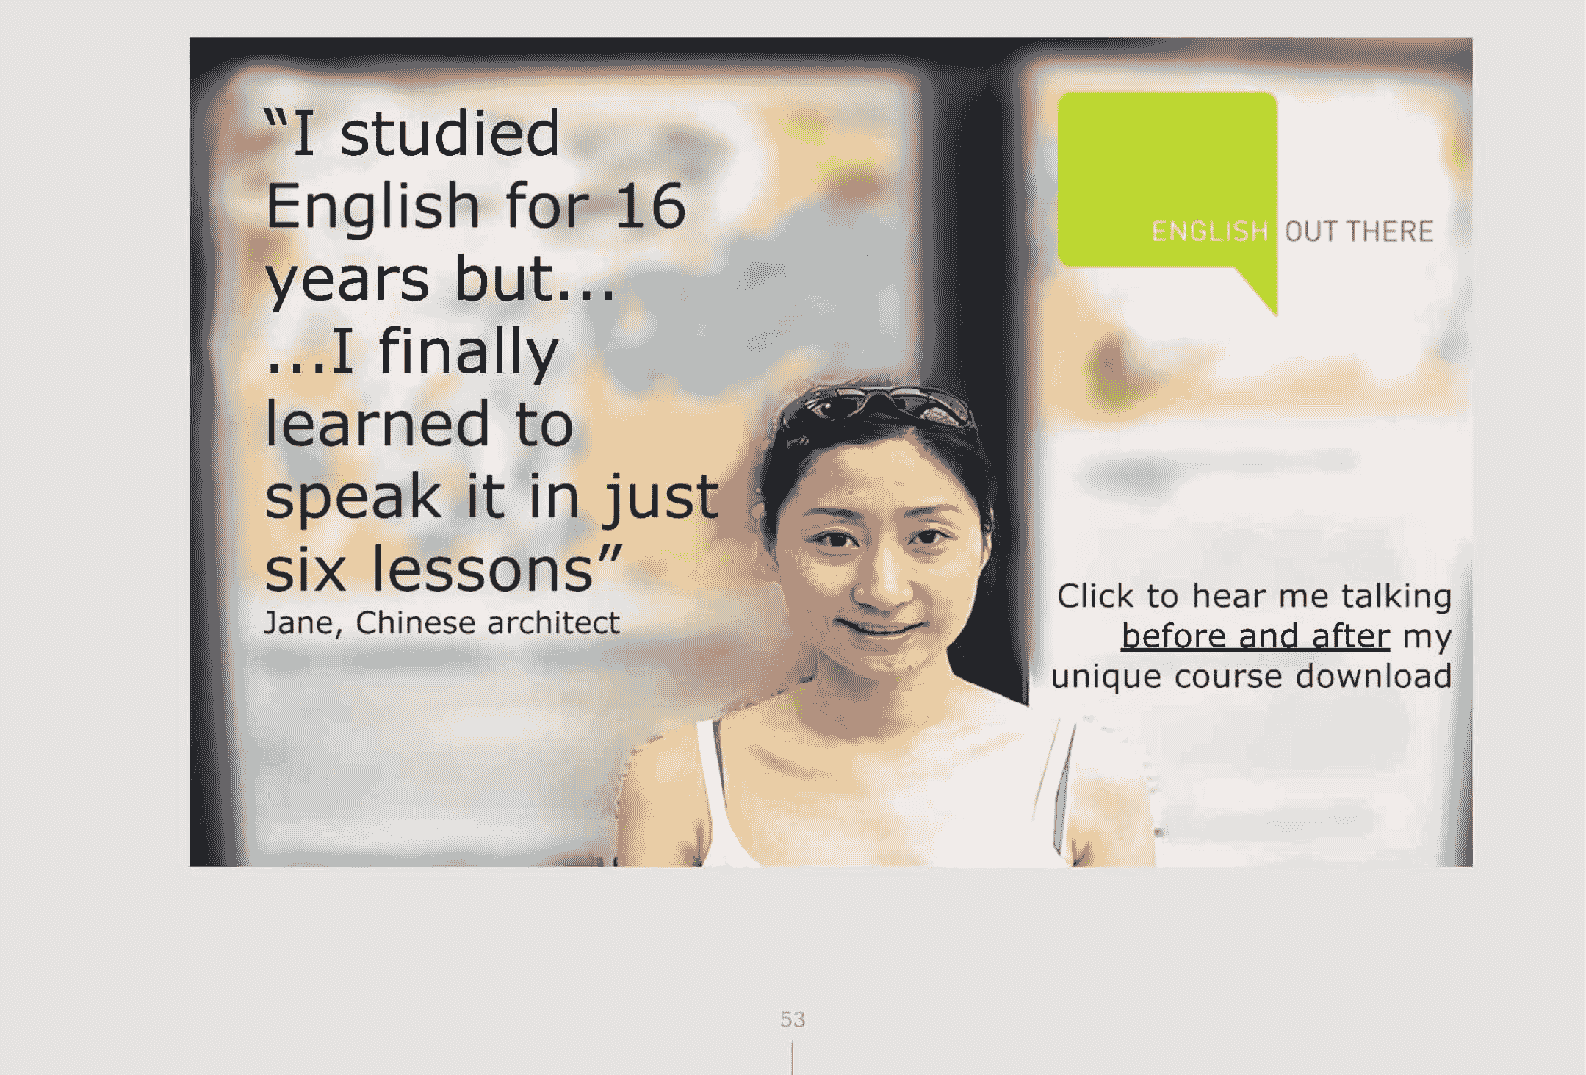 “I studied
English for 16
years but...
...I finally
learned to
speak it in just
six lessons”
Jane, Chinese architect
ENGLISH OUT THERE
Click to hear me talking
before and after my
unique course download
53